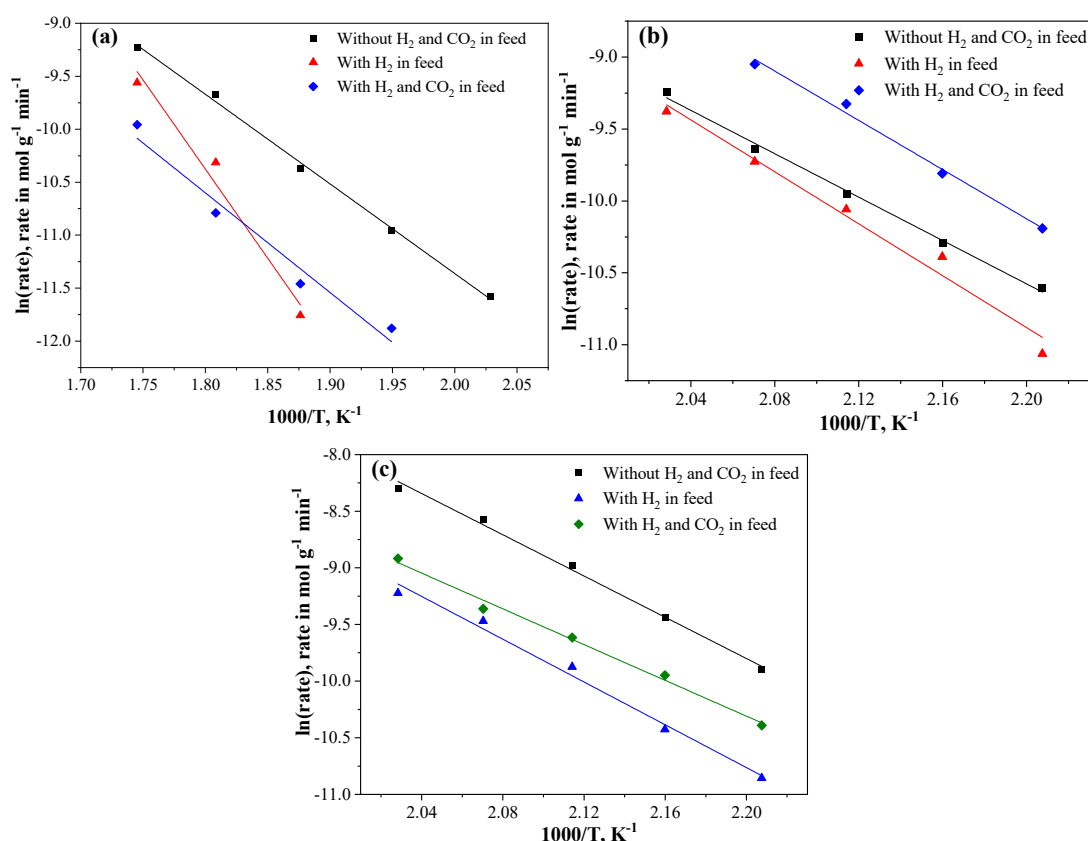 (a)
Without H₂ and CO₂ in feed
With H₂ in feed
With H₂ and CO₂ in feed
ln(rate), rate in mol g⁻¹ min⁻¹
-9.0
-9.5
-10.0
-10.5
-11.0
-11.5
-12.0
1.70 1.75 1.80 1.85 1.90 1.95 2.00 2.05
1000/T, K⁻¹
(b)
Without H₂ and CO₂ in feed
With H₂ in feed
With H₂ and CO₂ in feed
ln(rate), rate in mol g⁻¹ min⁻¹
-9.0
-9.5
-10.0
-10.5
-11.0
2.04 2.08 2.12 2.16 2.20
1000/T, K⁻¹
(c)
Without H₂ and CO₂ in feed
With H₂ in feed
With H₂ and CO₂ in feed
ln(rate), rate in mol g⁻¹ min⁻¹
-8.0
-8.5
-9.0
-9.5
-10.0
-10.5
-11.0
2.04 2.08 2.12 2.16 2.20
1000/T, K⁻¹